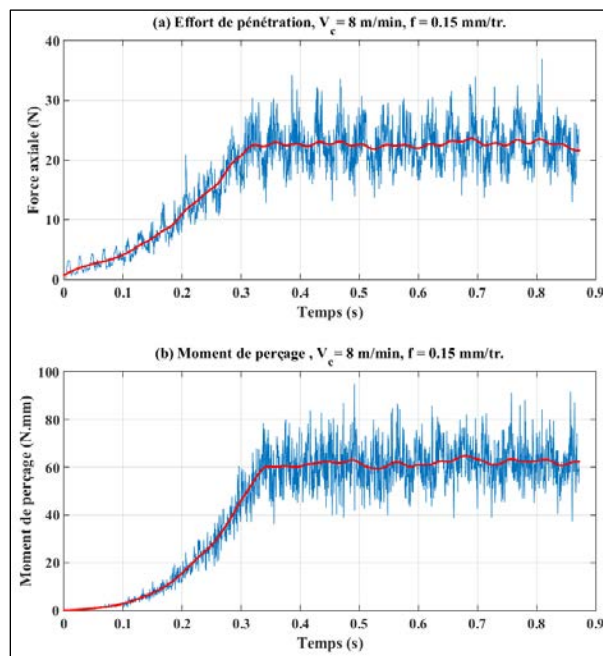 (a) Effort de pénétration, V_c = 8 m/min, f = 0.15 mm/tr.
40
30
20
10
0
Force axiale (N)
0 0.1 0.2 0.3 0.4 0.5 0.6 0.7 0.8 0.9
Temps (s)
(b) Moment de perçage , V_c = 8 m/min, f = 0.15 mm/tr.
100
80
60
40
20
0
Moment de perçage (N.mm)
0 0.1 0.2 0.3 0.4 0.5 0.6 0.7 0.8 0.9
Temps (s)